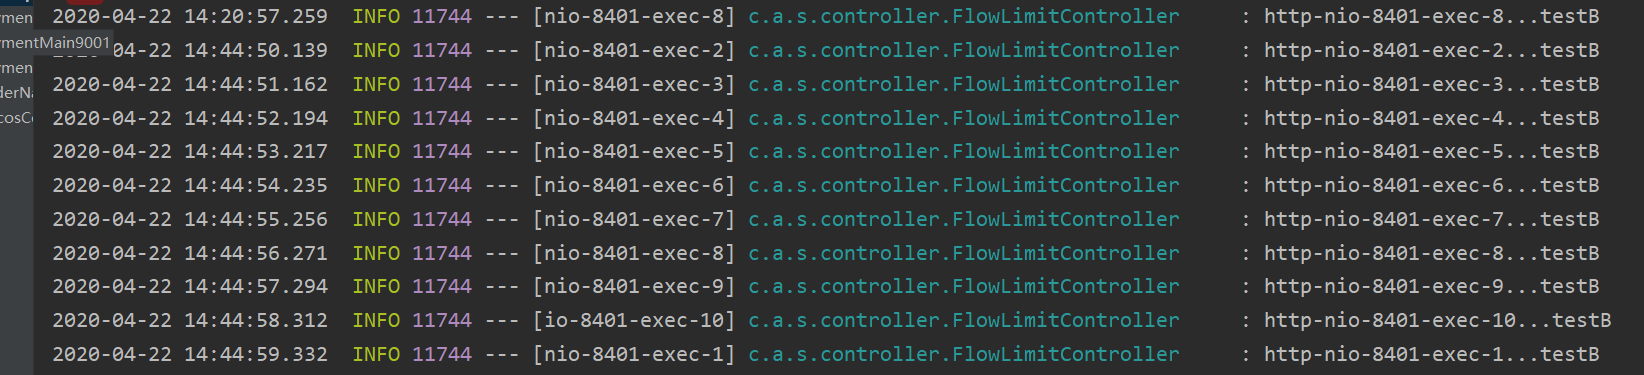 yment
2020-04-22 14:20:57.259  INFO 11744 --- [nio-8401-exec-8] c.a.s.controller.FlowLimitController     : http-nio-8401-exec-8...testB
ymentMain9001
2020-04-22 14:44:50.139  INFO 11744 --- [nio-8401-exec-2] c.a.s.controller.FlowLimitController     : http-nio-8401-exec-2...testB
yment
2020-04-22 14:44:51.162  INFO 11744 --- [nio-8401-exec-3] c.a.s.controller.FlowLimitController     : http-nio-8401-exec-3...testB
derNa
2020-04-22 14:44:52.194  INFO 11744 --- [nio-8401-exec-4] c.a.s.controller.FlowLimitController     : http-nio-8401-exec-4...testB
cosCo
2020-04-22 14:44:53.217  INFO 11744 --- [nio-8401-exec-5] c.a.s.controller.FlowLimitController     : http-nio-8401-exec-5...testB
2020-04-22 14:44:54.235  INFO 11744 --- [nio-8401-exec-6] c.a.s.controller.FlowLimitController     : http-nio-8401-exec-6...testB
2020-04-22 14:44:55.256  INFO 11744 --- [nio-8401-exec-7] c.a.s.controller.FlowLimitController     : http-nio-8401-exec-7...testB
2020-04-22 14:44:56.271  INFO 11744 --- [nio-8401-exec-8] c.a.s.controller.FlowLimitController     : http-nio-8401-exec-8...testB
2020-04-22 14:44:57.294  INFO 11744 --- [nio-8401-exec-9] c.a.s.controller.FlowLimitController     : http-nio-8401-exec-9...testB
2020-04-22 14:44:58.312  INFO 11744 --- [io-8401-exec-10] c.a.s.controller.FlowLimitController     : http-nio-8401-exec-10...testB
2020-04-22 14:44:59.332  INFO 11744 --- [nio-8401-exec-1] c.a.s.controller.FlowLimitController     : http-nio-8401-exec-1...testB